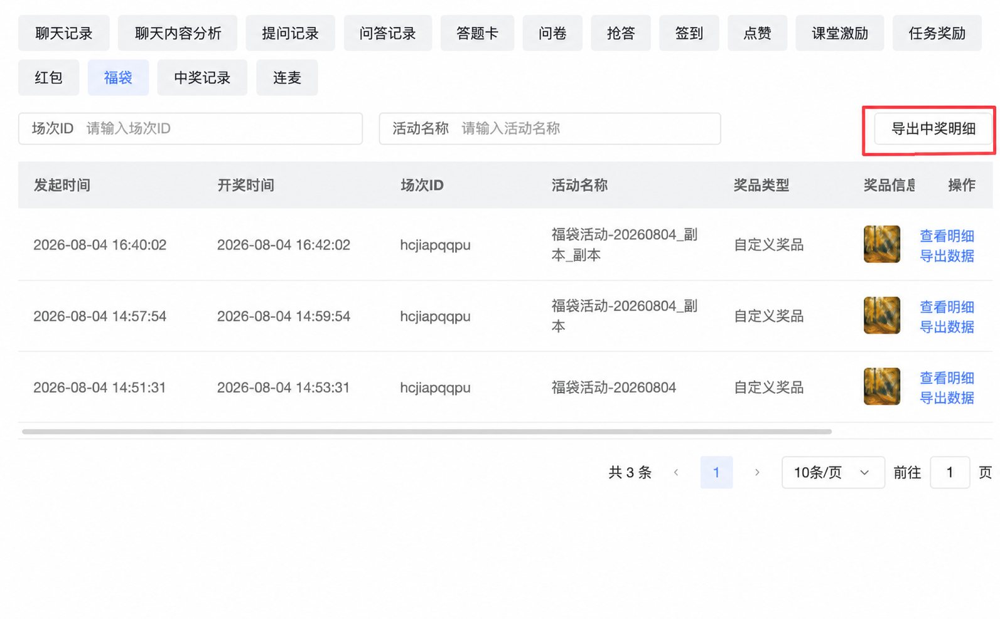 聊天记录 聊天内容分析 提问记录 问答记录 答题卡 问卷 抢答 签到 点赞 课堂激励 任务奖励
红包 福袋 中奖记录 连麦
场次ID 请输入场次ID 活动名称 请输入活动名称 导出中奖明细
发起时间 开奖时间 场次ID 活动名称 奖品类型 奖品信息 操作
2026-08-04 16:40:02 2026-08-04 16:42:02 hcjiapqqpu 福袋活动-20260804_副 自定义奖品 查看明细
本_副本 导出数据
2026-08-04 14:57:54 2026-08-04 14:59:54 hcjiapqqpu 福袋活动-20260804_副 自定义奖品 查看明细
本 导出数据
2026-08-04 14:51:31 2026-08-04 14:53:31 hcjiapqqpu 福袋活动-20260804 自定义奖品 查看明细
导出数据
共 3 条 1 10条/页 前往 1 页